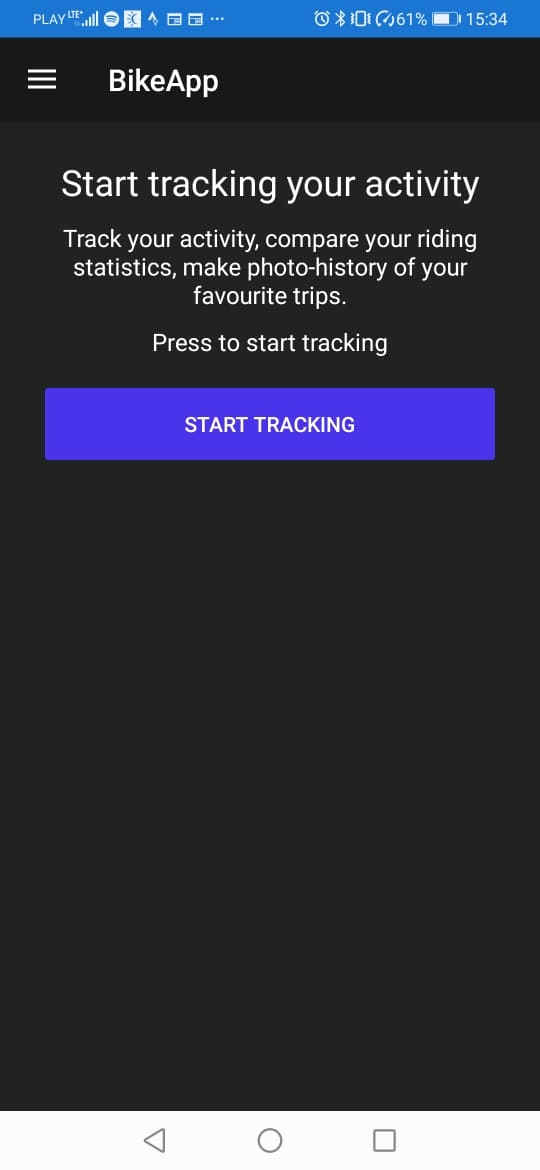 PLAY LTE+ 61% 15:34
BikeApp
Start tracking your activity
Track your activity, compare your riding
statistics, make photo-history of your
favourite trips.
Press to start tracking
START TRACKING